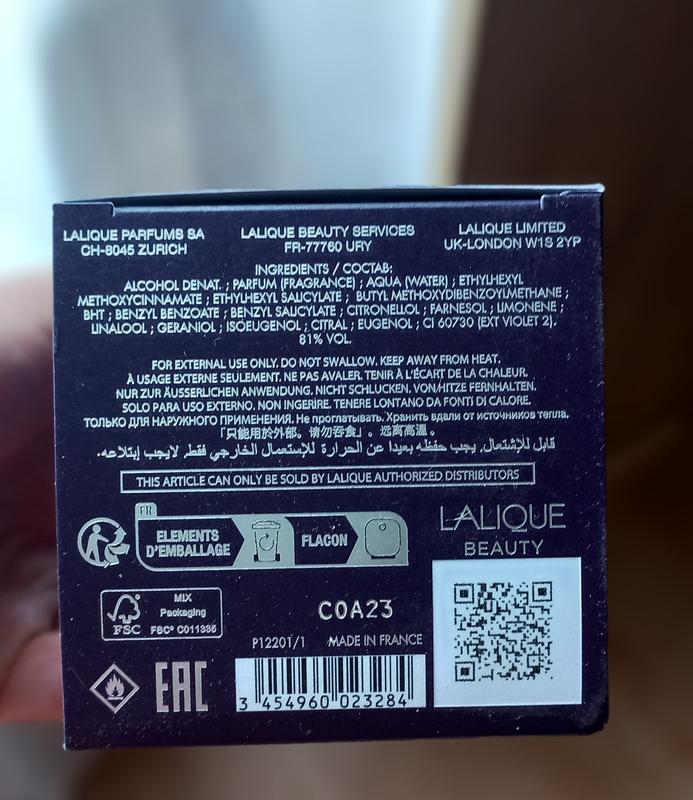 LALIQUE PARFUMS SA
CH-8045 ZURICH
LALIQUE BEAUTY SERVICES
FR-77760 URY
LALIQUE LIMITED
UK-LONDON W1S 2YP
INGREDIENTS / СОСТАВ:
ALCOHOL DENAT. ; PARFUM (FRAGRANCE) ; AQUA (WATER) ; ETHYLHEXYL
METHOXYCINNAMATE ; ETHYLHEXYL SALICYLATE ; BUTYL METHOXYDIBENZOYLMETHANE ;
BHT ; BENZYL BENZOATE ; BENZYL SALICYLATE ; CITRONELLOL ; FARNESOL ; LIMONENE ;
LINALOOL ; GERANIOL ; ISOEUGENOL ; CITRAL ; EUGENOL ; CI 60730 (EXT VIOLET 2).
81% VOL.
FOR EXTERNAL USE ONLY. DO NOT SWALLOW. KEEP AWAY FROM HEAT.
À USAGE EXTERNE SEULEMENT. NE PAS AVALER. TENIR À L'ÉCART DE LA CHALEUR.
NUR ZUR ÄUSSERLICHEN ANWENDUNG. NICHT SCHLUCKEN. VON HITZE FERNHALTEN.
SOLO PARA USO EXTERNO. NON INGERIRE. TENERE LONTANO DA FONTI DI CALORE.
ТОЛЬКО ДЛЯ НАРУЖНОГО ПРИМЕНЕНИЯ. Не проглатывать. Хранить вдали от источников тепла.
「只能用於外部。请勿吞食」。远离高温。
قابل للإشتعال, يجب حفظه بعيدا عن الحرارة للإستعمال الخارجي فقط, لايجب إبتلاعه.
THIS ARTICLE CAN ONLY BE SOLD BY LALIQUE AUTHORIZED DISTRIBUTORS
FR
ELEMENTS
D'EMBALLAGE
FLACON
LALIQUE
BEAUTY
FSC
MIX
Packaging
FSC® C011335
C0A23
P12201/1
MADE IN FRANCE
EAC
3 454960 023284